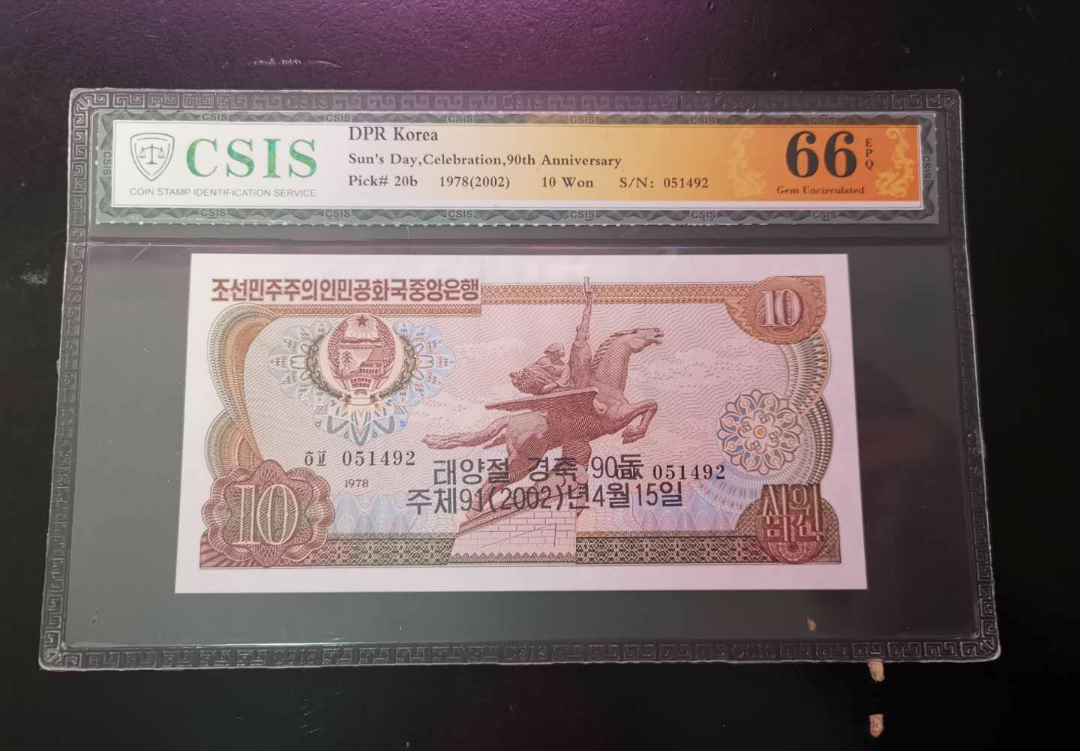 CSIS
COIN STAMP IDENTIFICATION SERVICE
DPR Korea
Sun's Day,Celebration,90th Anniversary
Pick# 20b 1978(2002) 10 Won S/N: 051492
66 EPQ
Gem Uncirculated
조선민주주의인민공화국중앙은행
10
ㅎㅍ 051492
1978
태양절 경축 90돐
051492
주체91(2002)년4월15일
10